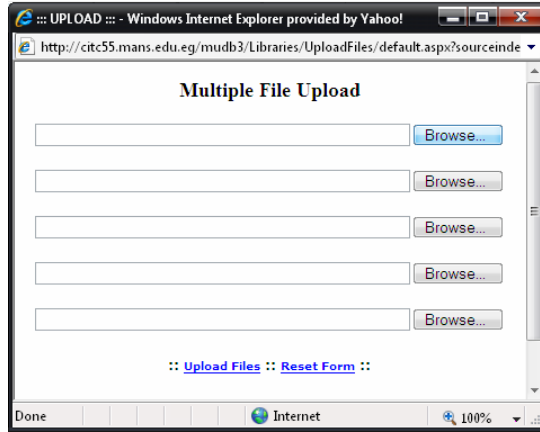 ::: UPLOAD ::: - Windows Internet Explorer provided by Yahoo!
http://citc55.mans.edu.eg/mudb3/Libraries/UploadFiles/default.aspx?sourceinde
Multiple File Upload
Browse...
Browse...
Browse...
Browse...
Browse...
:: Upload Files :: Reset Form ::
Done Internet 100%